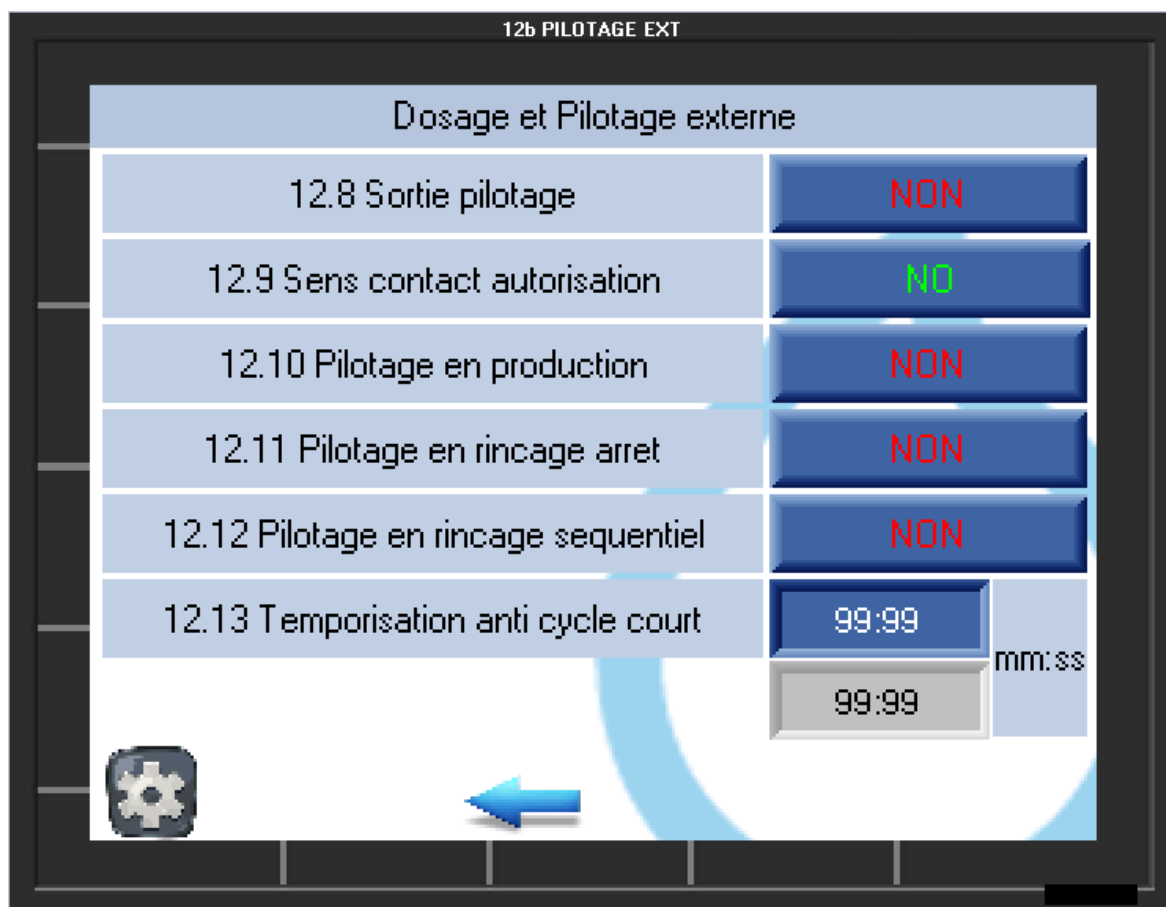 12b PILOTAGE EXT
Dosage et Pilotage externe
12.8 Sortie pilotage NON
12.9 Sens contact autorisation NO
12.10 Pilotage en production NON
12.11 Pilotage en rincage arret NON
12.12 Pilotage en rincage sequentiel NON
12.13 Temporisation anti cycle court 99:99
mm:ss
99:99